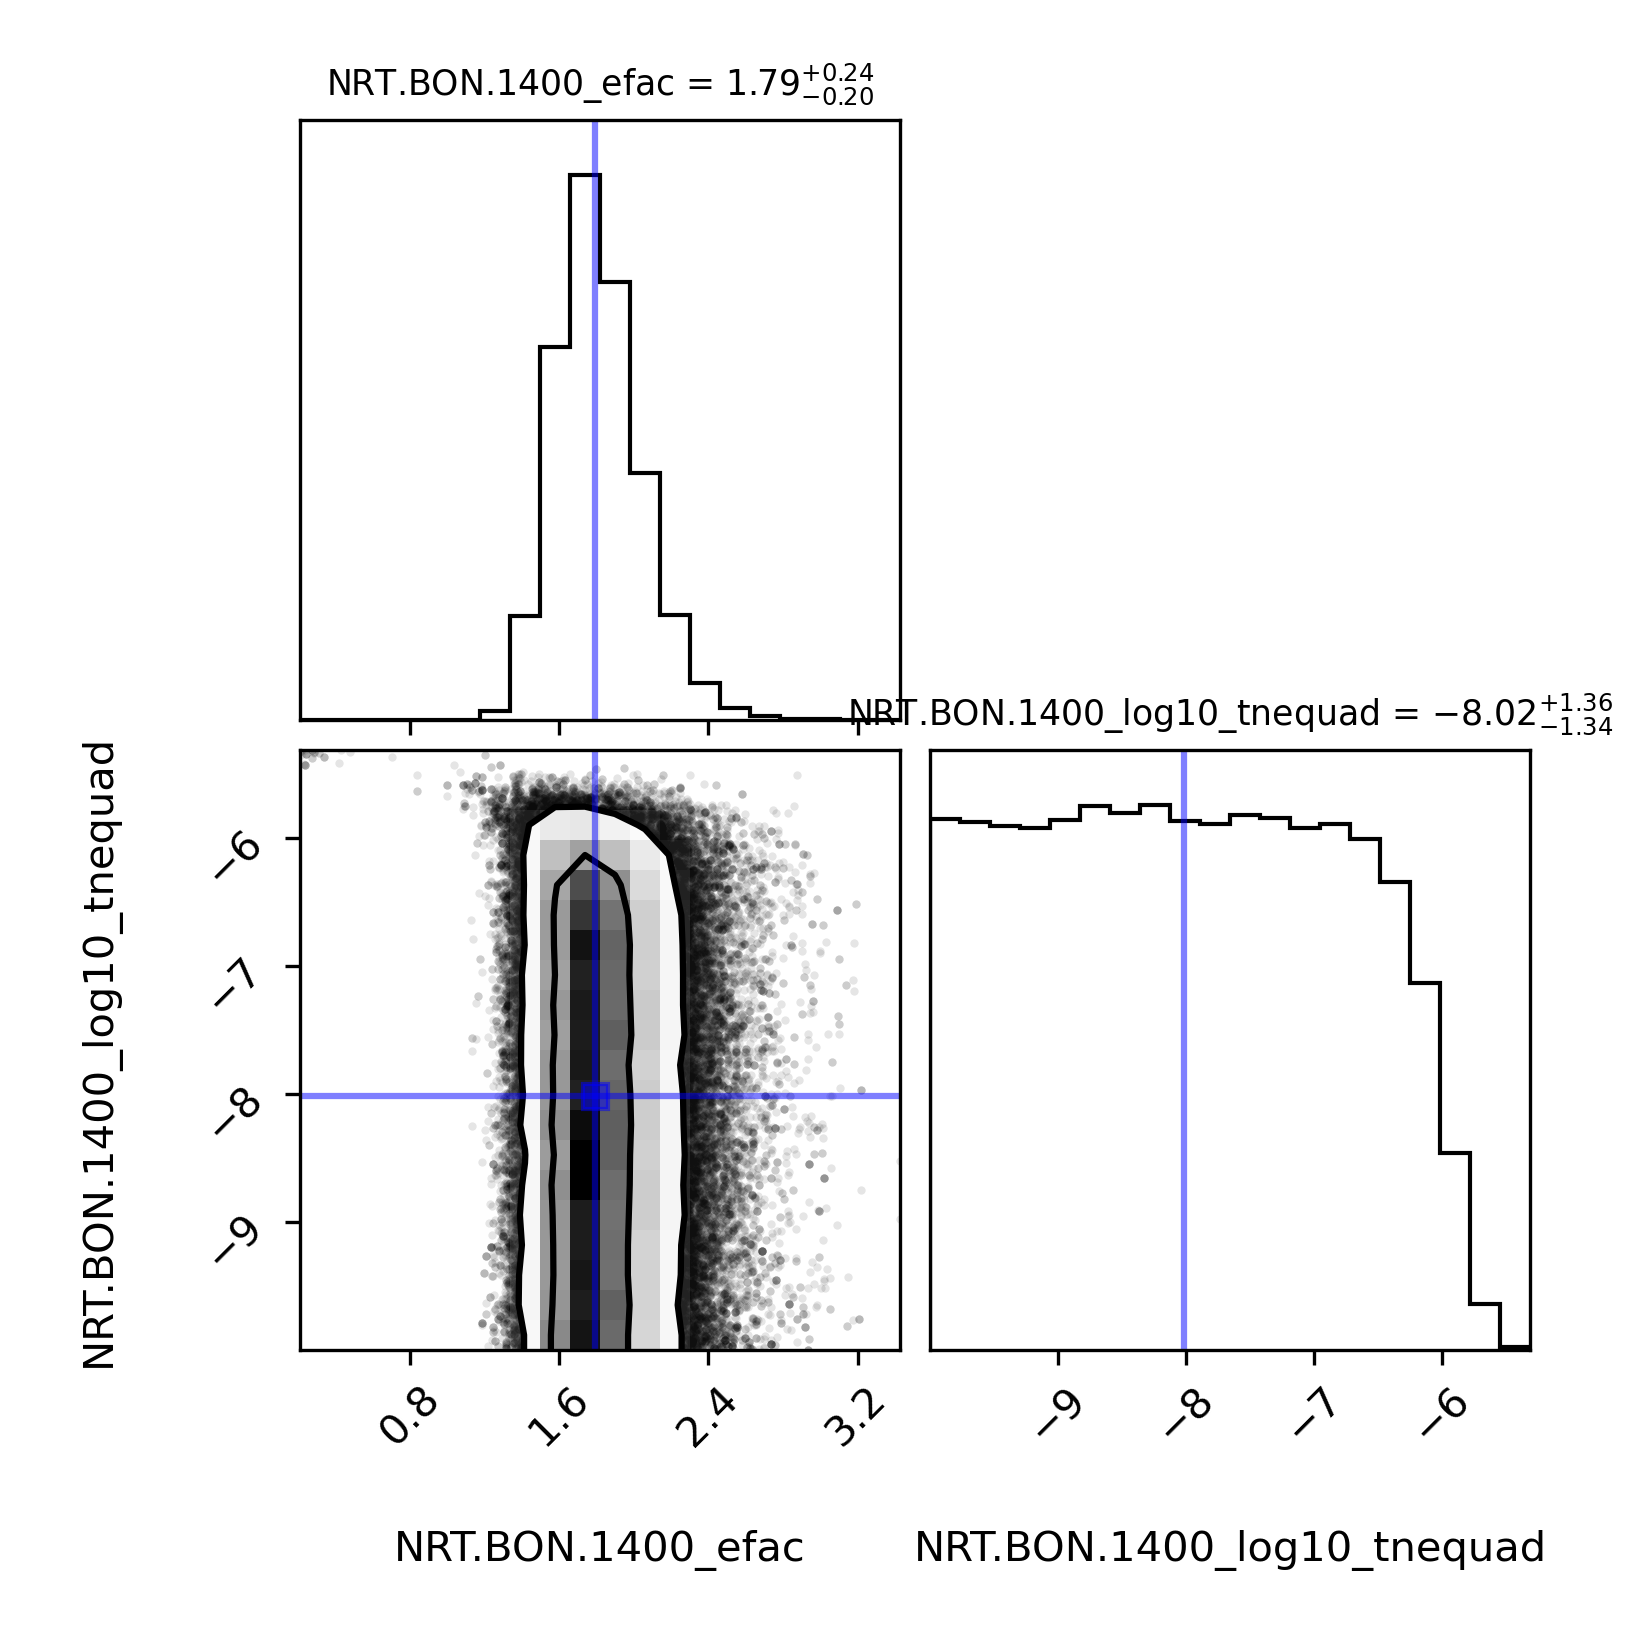 NRT.BON.1400_efac = 1.79+0.24 −0.20
NRT.BON.1400_log10_tnequad = −8.02+1.36 −1.34
NRT.BON.1400_log10_tnequad
−6
−7
−8
−9
0.8
1.6
2.4
3.2
−9
−8
−7
−6
NRT.BON.1400_efac
NRT.BON.1400_log10_tnequad